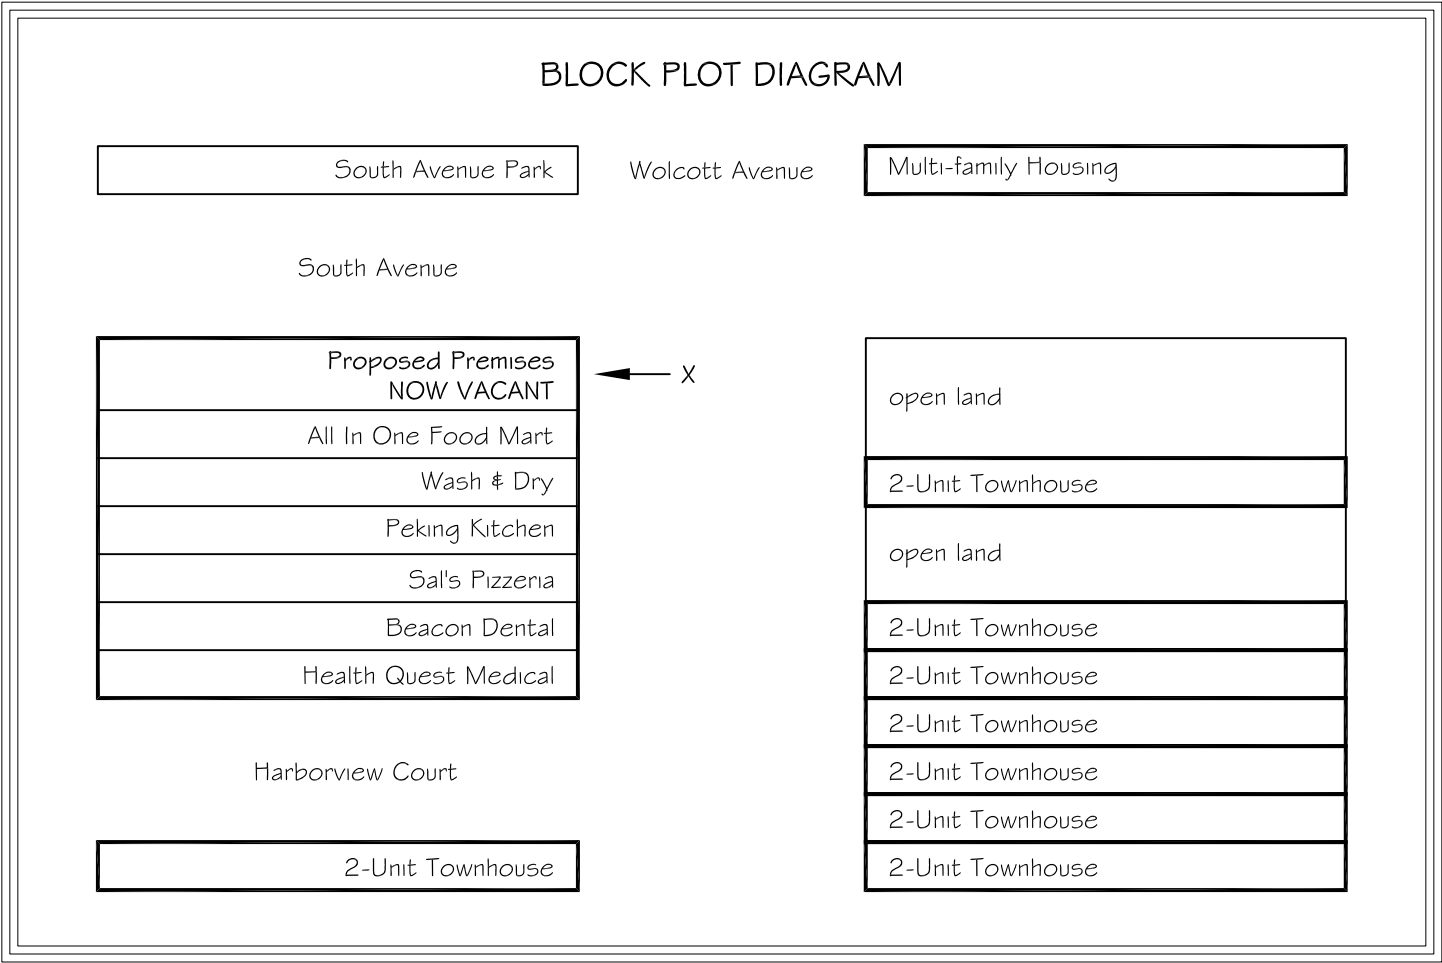 BLOCK PLOT DIAGRAM
South Avenue Park
Wolcott Avenue
Multi-family Housing
South Avenue
Proposed Premises
NOW VACANT
X
All In One Food Mart
Wash & Dry
Peking Kitchen
Sal's Pizzeria
Beacon Dental
Health Quest Medical
Harborview Court
2-Unit Townhouse
open land
2-Unit Townhouse
open land
2-Unit Townhouse
2-Unit Townhouse
2-Unit Townhouse
2-Unit Townhouse
2-Unit Townhouse
2-Unit Townhouse